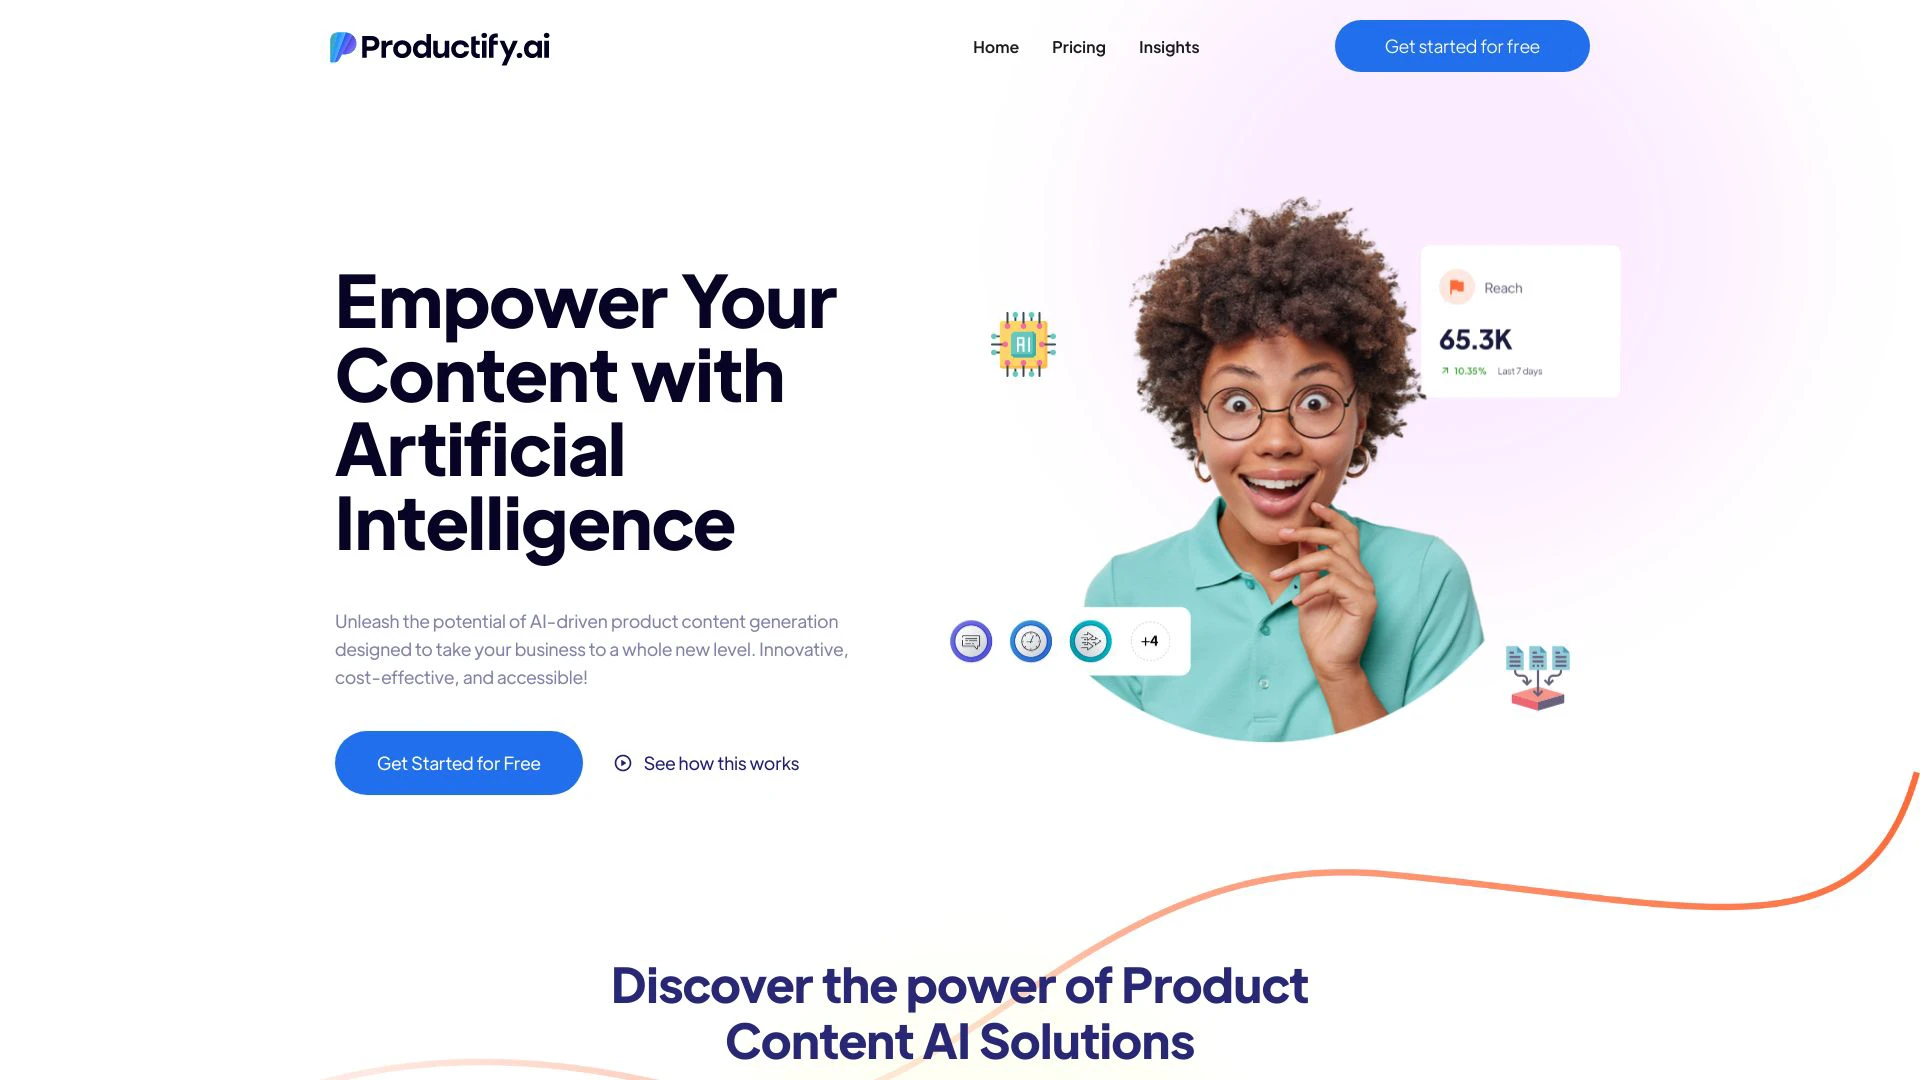 Productify.ai
Home
Pricing
Insights
Get started for free
Empower Your
Content with
Artificial
Intelligence
Unleash the potential of AI-driven product content generation
designed to take your business to a whole new level. Innovative,
cost-effective, and accessible!
Get Started for Free
See how this works
AI
Reach
65.3K
10.35% Last 7 days
+4
Discover the power of Product
Content AI Solutions